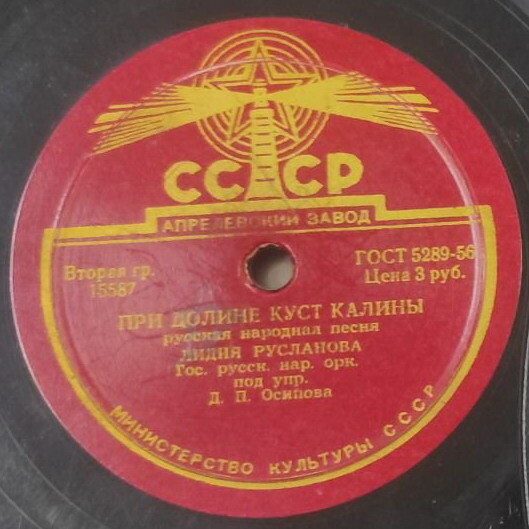 СССР
АПРЕЛЕВСКИЙ ЗАВОД
Вторая гр.
15587
ГОСТ 5289-56
Цена 3 руб.
ПРИ ДОЛИНЕ КУСТ КАЛИНЫ
русская народная песня
ЛИДИЯ РУСЛАНОВА
Гос. русск. нар. орк.
под упр.
Д. П. Осипова
МИНИСТЕРСТВО КУЛЬТУРЫ СССР